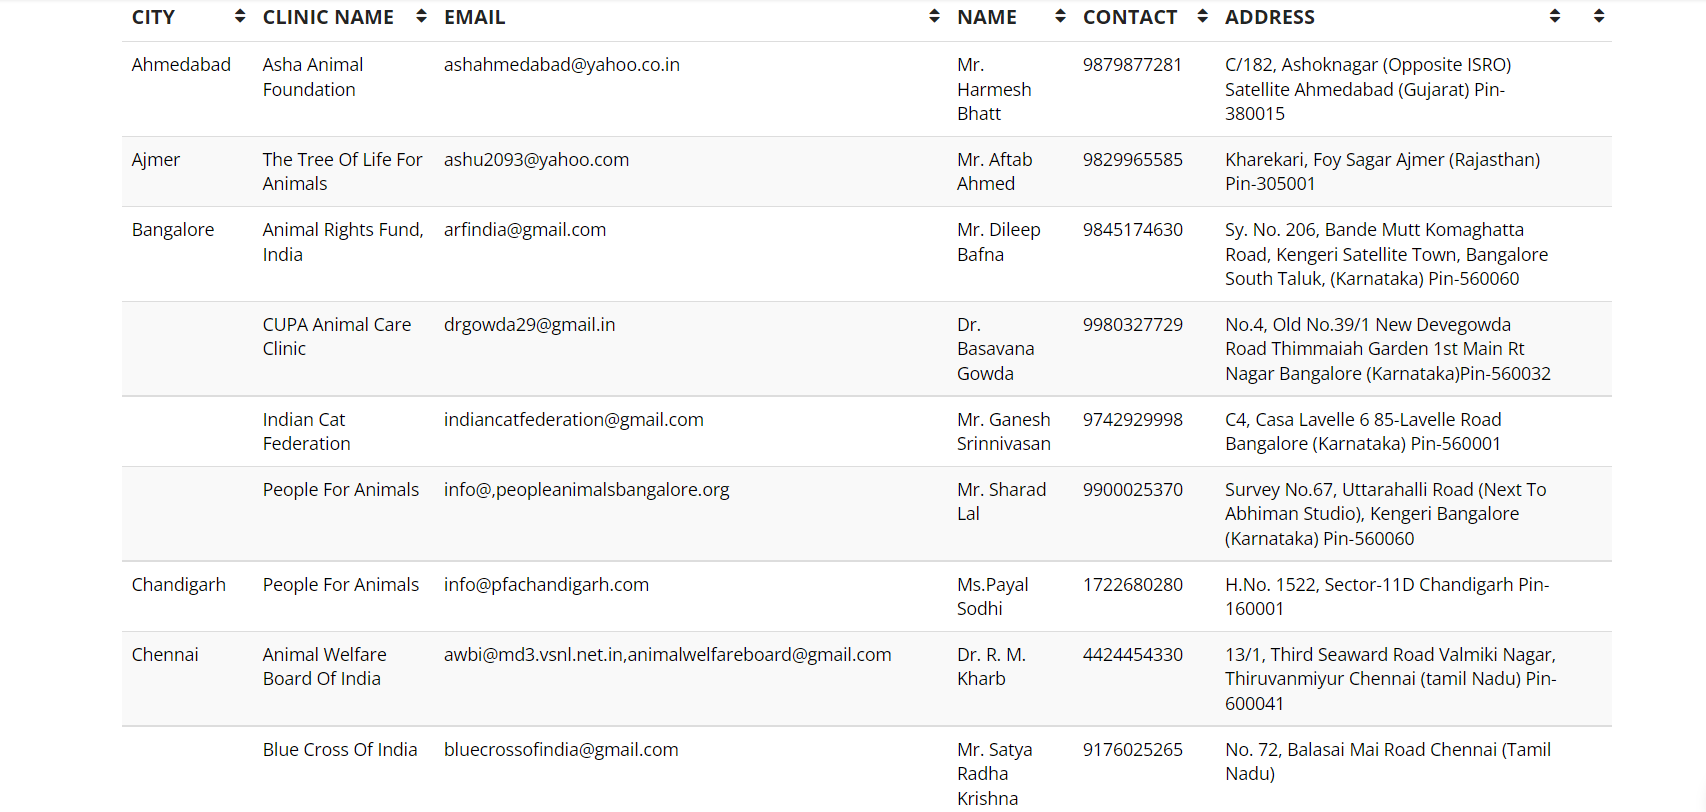 CITY CLINIC NAME EMAIL NAME CONTACT ADDRESS
Ahmedabad Asha Animal ashahmedabad@yahoo.co.in Mr. 9879877281 C/182, Ashoknagar (Opposite ISRO)
Foundation Harmesh Satellite Ahmedabad (Gujarat) Pin-
Bhatt 380015
Ajmer The Tree Of Life For ashu2093@yahoo.com Mr. Aftab 9829965585 Kharekari, Foy Sagar Ajmer (Rajasthan)
Animals Ahmed Pin-305001
Bangalore Animal Rights Fund, arfindia@gmail.com Mr. Dileep 9845174630 Sy. No. 206, Bande Mutt Komaghatta
India Bafna Road, Kengeri Satellite Town, Bangalore
South Taluk, (Karnataka) Pin-560060
CUPA Animal Care drgowda29@gmail.in Dr. 9980327729 No.4, Old No.39/1 New Devegowda
Clinic Basavana Road Thimmaiah Garden 1st Main Rt
Gowda Nagar Bangalore (Karnataka)Pin-560032
Indian Cat indiancatfederation@gmail.com Mr. Ganesh 9742929998 C4, Casa Lavelle 6 85-Lavelle Road
Federation Srinnivasan Bangalore (Karnataka) Pin-560001
People For Animals info@,peopleanimalsbangalore.org Mr. Sharad 9900025370 Survey No.67, Uttarahalli Road (Next To
Lal Abhiman Studio), Kengeri Bangalore
(Karnataka) Pin-560060
Chandigarh People For Animals info@pfachandigarh.com Ms.Payal 1722680280 H.No. 1522, Sector-11D Chandigarh Pin-
Sodhi 160001
Chennai Animal Welfare awbi@md3.vsnl.net.in,animalwelfareboard@gmail.com Dr. R. M. 4424454330 13/1, Third Seaward Road Valmiki Nagar,
Board Of India Kharb Thiruvanmiyur Chennai (tamil Nadu) Pin-
600041
Blue Cross Of India bluecrossofindia@gmail.com Mr. Satya 9176025265 No. 72, Balasai Mai Road Chennai (Tamil
Radha Nadu)
Krishna